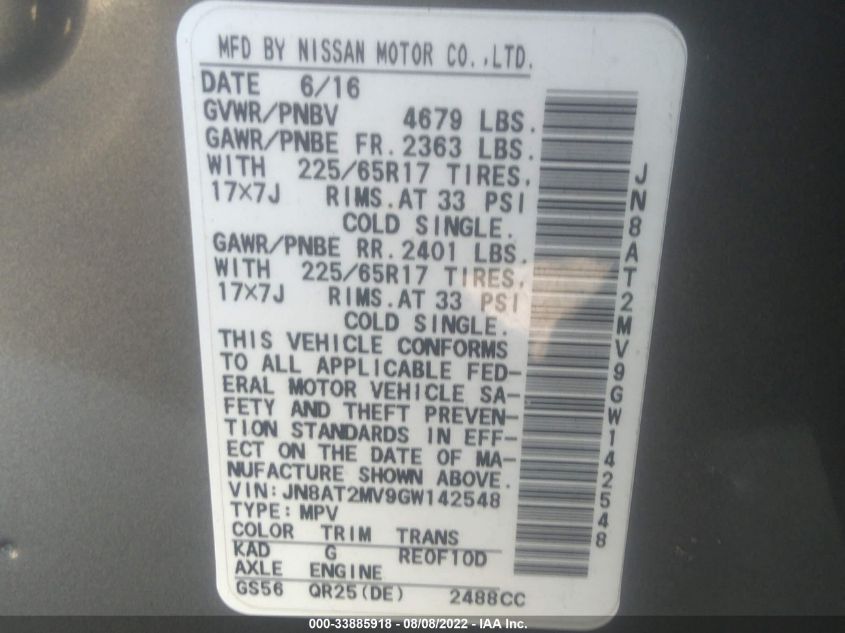 MFD BY NISSAN MOTOR CO.,LTD.
DATE 6/16
GVWR/PNBV 4679 LBS.
GAWR/PNBE FR. 2363 LBS.
WITH 225/65R17 TIRES,
17×7J RIMS.AT 33 PSI
COLD SINGLE.
GAWR/PNBE RR. 2401 LBS.
WITH 225/65R17 TIRES,
17×7J RIMS.AT 33 PSI
COLD SINGLE.
THIS VEHICLE CONFORMS
TO ALL APPLICABLE FED-
ERAL MOTOR VEHICLE SA-
FETY AND THEFT PREVEN-
TION STANDARDS IN EFF-
ECT ON THE DATE OF MA-
NUFACTURE SHOWN ABOVE.
VIN: JN8AT2MV9GW142548
TYPE: MPV
COLOR TRIM TRANS
KAD G RE0F10D
AXLE ENGINE
GS56 QR25(DE) 2488CC
JN8AT2MV9GW142548
000-33885918 - 08/08/2022 - IAA Inc.